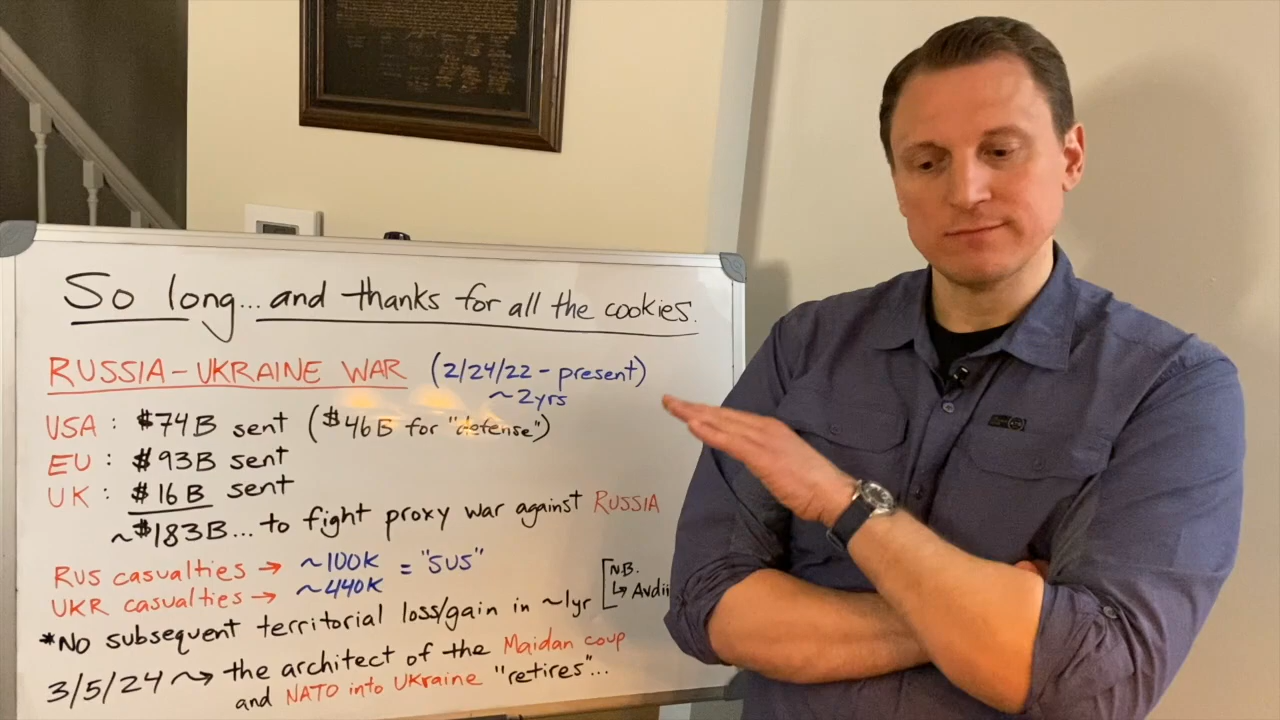 So long... and thanks for all the cookies.
RUSSIA-UKRAINE WAR (2/24/22 - present)
~2yrs
USA : $74B sent ($46B for "defense")
EU : $93B sent
UK : $16B sent
~$183B... to fight proxy war against RUSSIA
RUS casualties → ~100K
UKR casualties → ~440K
= "SUS"
[N.B.
↳ Avdii
*No subsequent territorial loss/gain in ~1yr
3/5/24 ⤳ the architect of the Maidan coup
and NATO into UKraine "retires"...